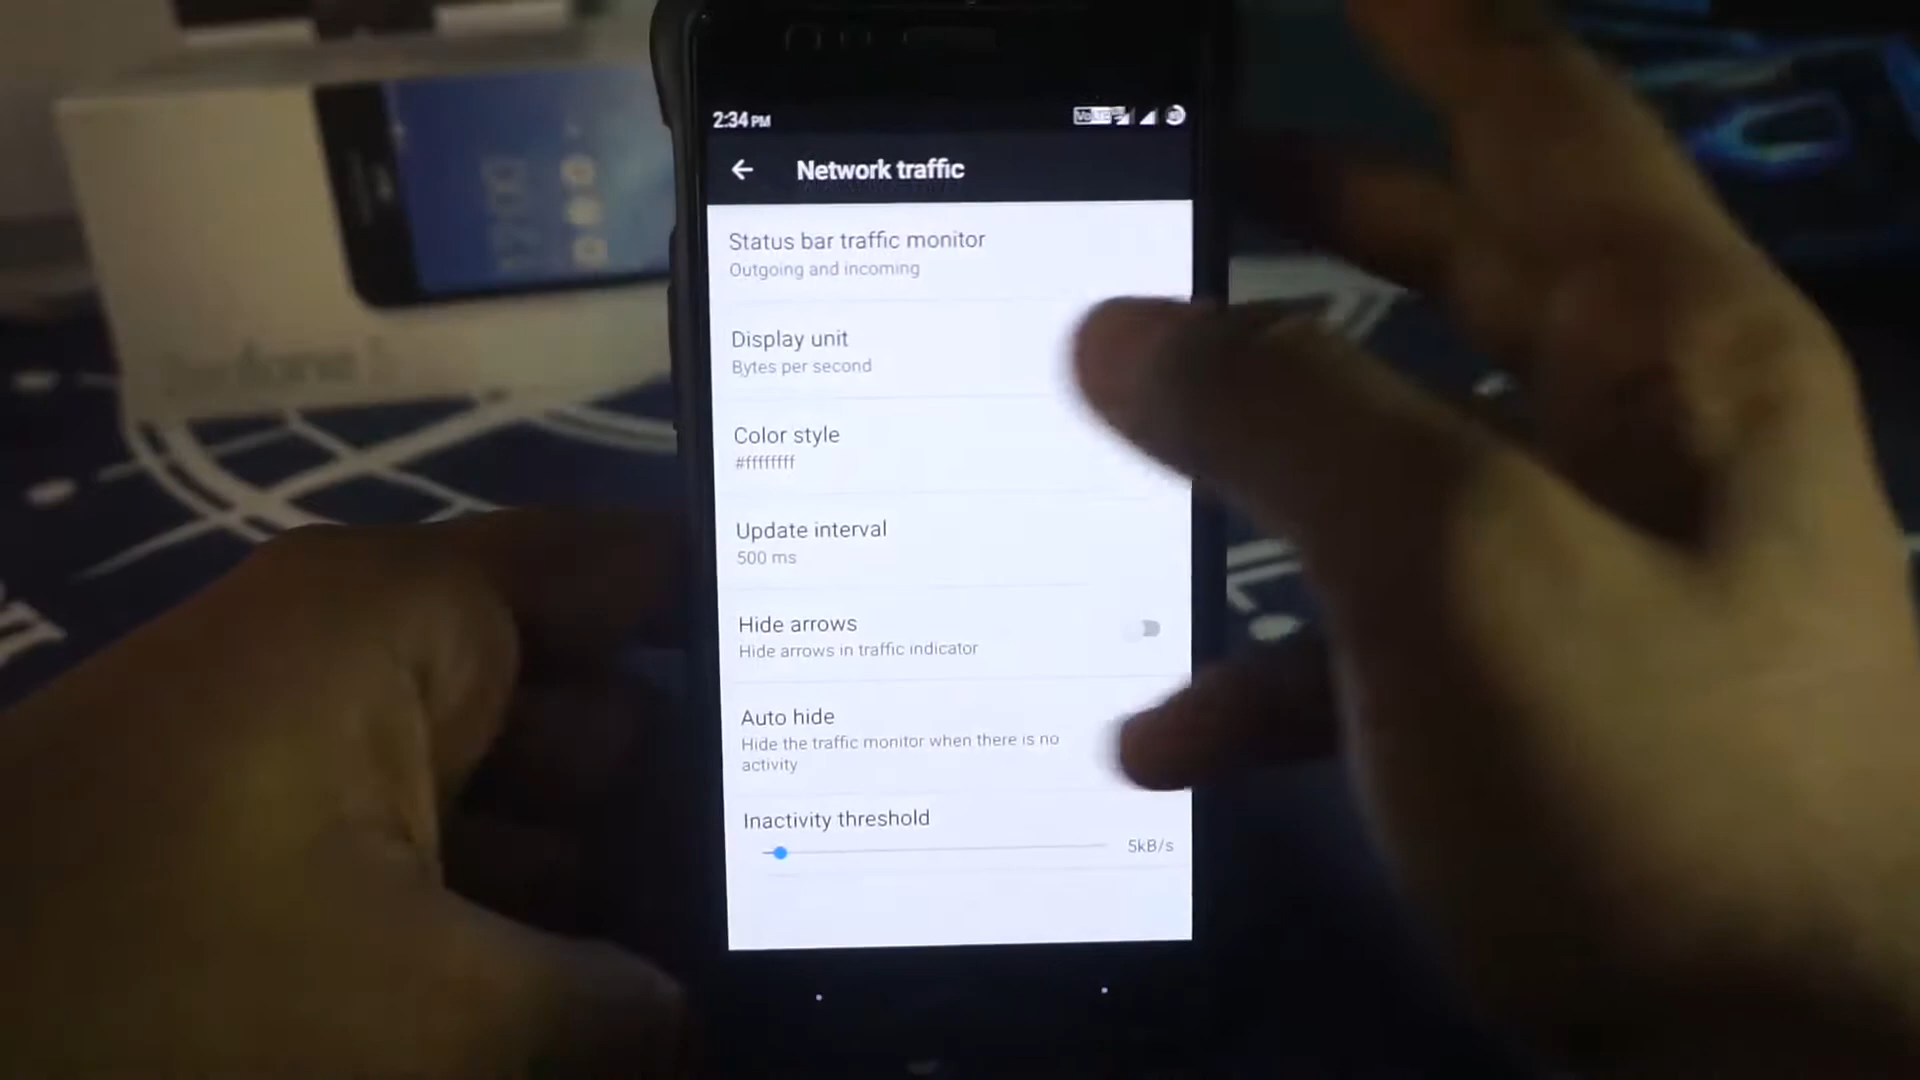 2:34 PM
VoLTE
Network traffic
Status bar traffic monitor
Outgoing and incoming
Display unit
Bytes per second
Color style
#ffffffff
Update interval
500 ms
Hide arrows
Hide arrows in traffic indicator
Auto hide
Hide the traffic monitor when there is no
activity
Inactivity threshold
5kB/s